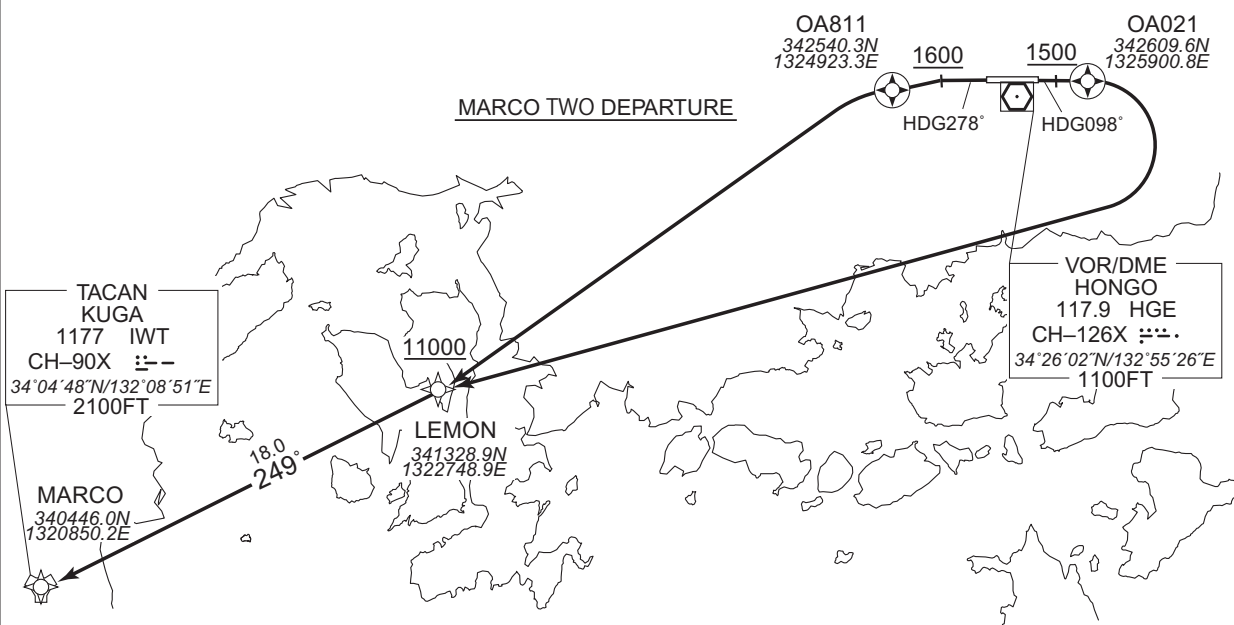 OA811
342540.3N
1324923.3E
1600
1500
OA021
342609.6N
1325900.8E
MARCO TWO DEPARTURE
HDG278°
HDG098°
TACAN
KUGA
1177 IWT
CH–90X
34°04´48˝N/132°08´51˝E
2100FT
VOR/DME
HONGO
117.9 HGE
CH–126X
34°26´02˝N/132°55´26˝E
1100FT
11000
LEMON
341328.9N
1322748.9E
18.0
249°
MARCO
340446.0N
1320850.2E